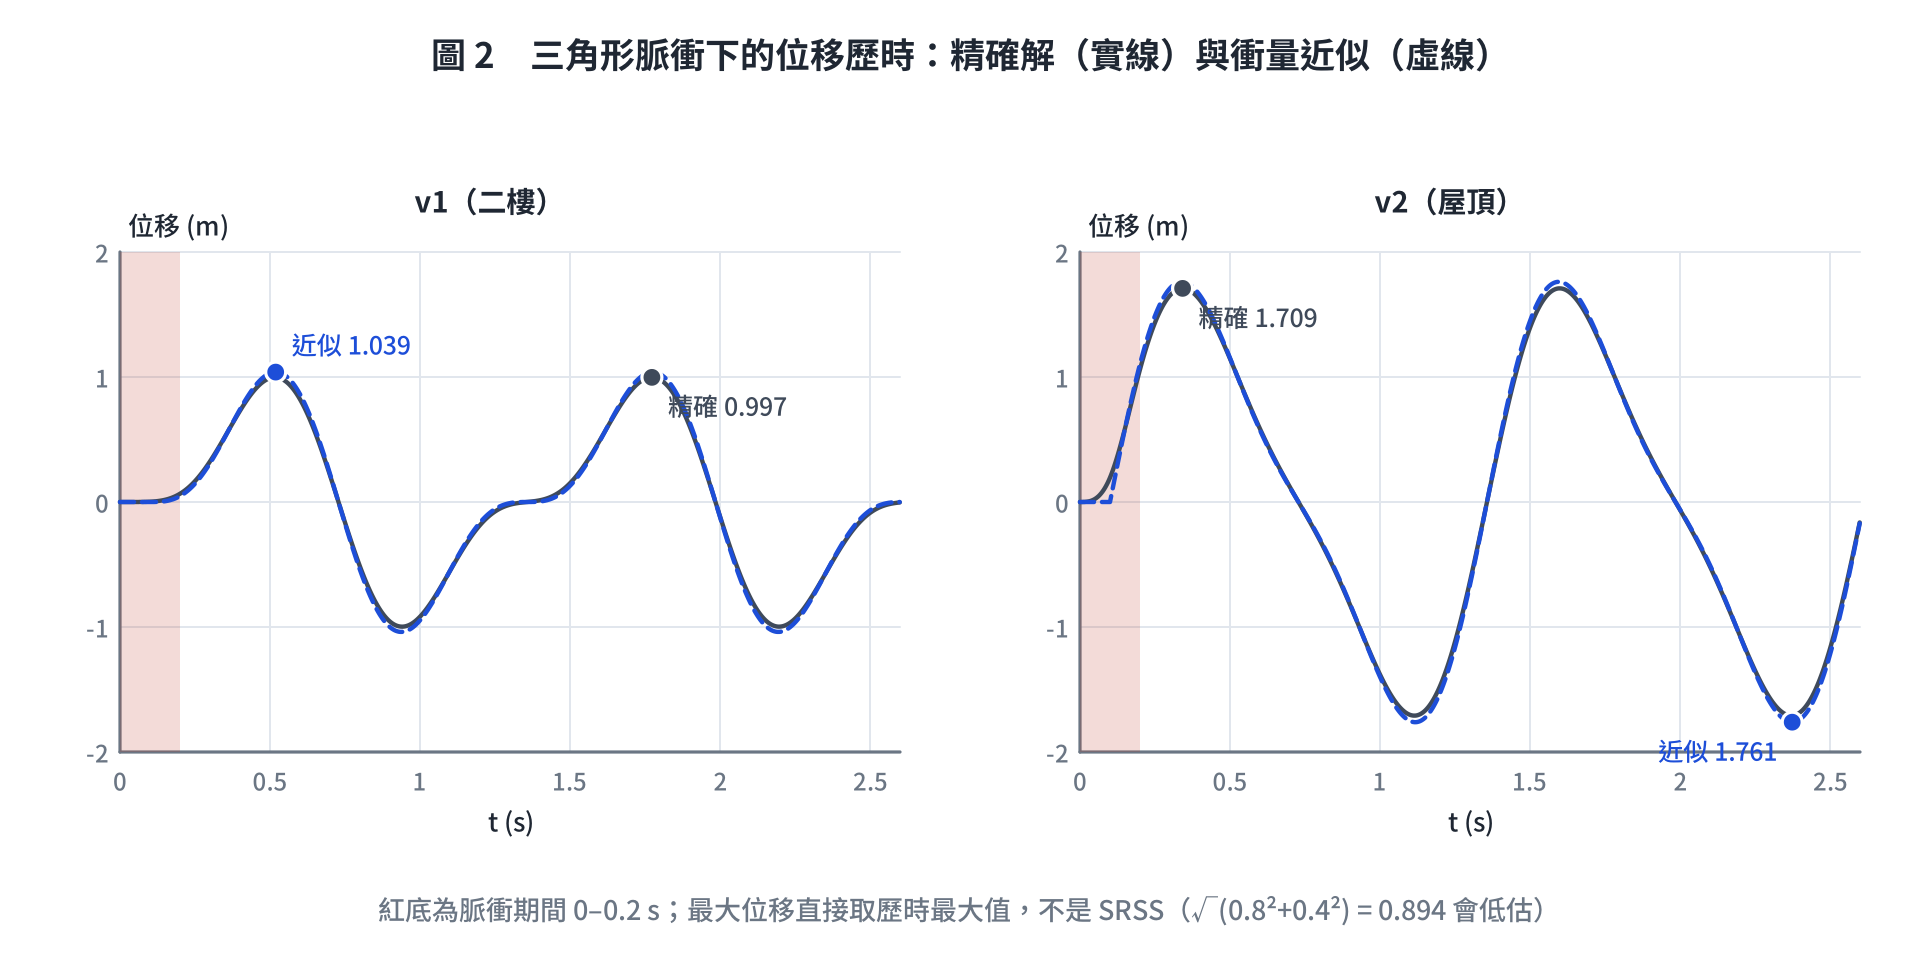 圖 2　三角形脈衝下的位移歷時：精確解（實線）與衝量近似（虛線）
v1（二樓）
位移 (m)
2
1
0
-1
-2
近似 1.039
精確 0.997
0
0.5
1
1.5
2
2.5
t (s)
v2（屋頂）
位移 (m)
2
1
0
-1
-2
精確 1.709
近似 1.761
0
0.5
1
1.5
2
2.5
t (s)
紅底為脈衝期間 0–0.2 s；最大位移直接取歷時最大值，不是 SRSS（√(0.8²+0.4²) = 0.894 會低估）